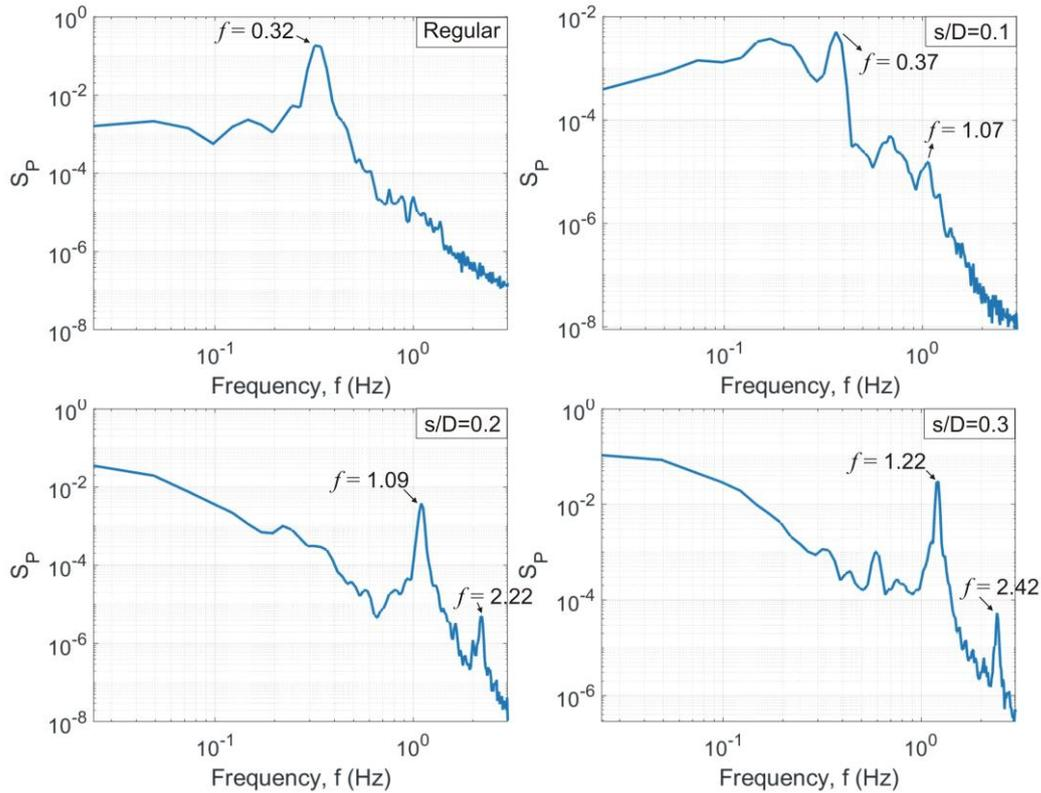 10^0
f = 0.32
Regular
10^-2
S_P
10^-4
10^-6
10^-8
10^-1
10^0
Frequency, f (Hz)
10^-2
s/D=0.1
f = 0.37
10^-4
f = 1.07
S_P
10^-6
10^-8
10^-1
10^0
Frequency, f (Hz)
10^0
s/D=0.2
10^-2
f = 1.09
S_P
10^-4
f = 2.22
10^-6
10^-8
10^-1
10^0
Frequency, f (Hz)
10^0
s/D=0.3
f = 1.22
10^-2
S_P
10^-4
f = 2.42
10^-6
10^-1
10^0
Frequency, f (Hz)